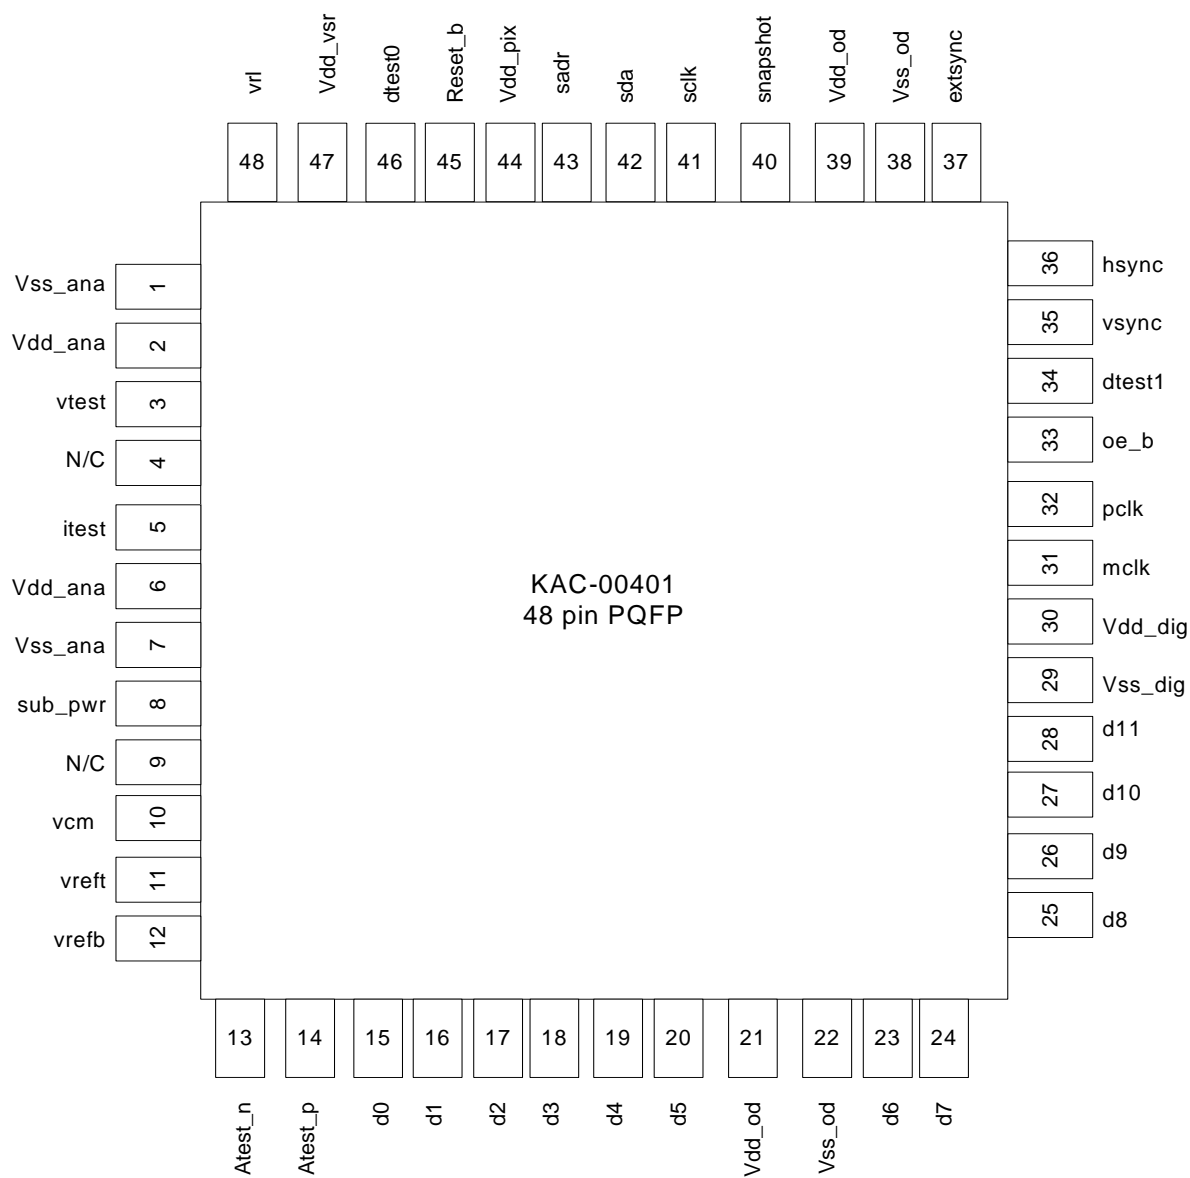 vrl
Vdd_vsr
dtest0
Reset_b
Vdd_pix
sadr
sda
sclk
snapshot
Vdd_od
Vss_od
extsync
48
47
46
45
44
43
42
41
40
39
38
37
Vss_ana 1
Vdd_ana 2
vtest 3
N/C 4
itest 5
Vdd_ana 6
Vss_ana 7
sub_pwr 8
N/C 9
vcm 10
vreft 11
vrefb 12
KAC-00401
48 pin PQFP
36 hsync
35 vsync
34 dtest1
33 oe_b
32 pclk
31 mclk
30 Vdd_dig
29 Vss_dig
28 d11
27 d10
26 d9
25 d8
13
14
15
16
17
18
19
20
21
22
23
24
Atest_n
Atest_p
d0
d1
d2
d3
d4
d5
Vdd_od
Vss_od
d6
d7